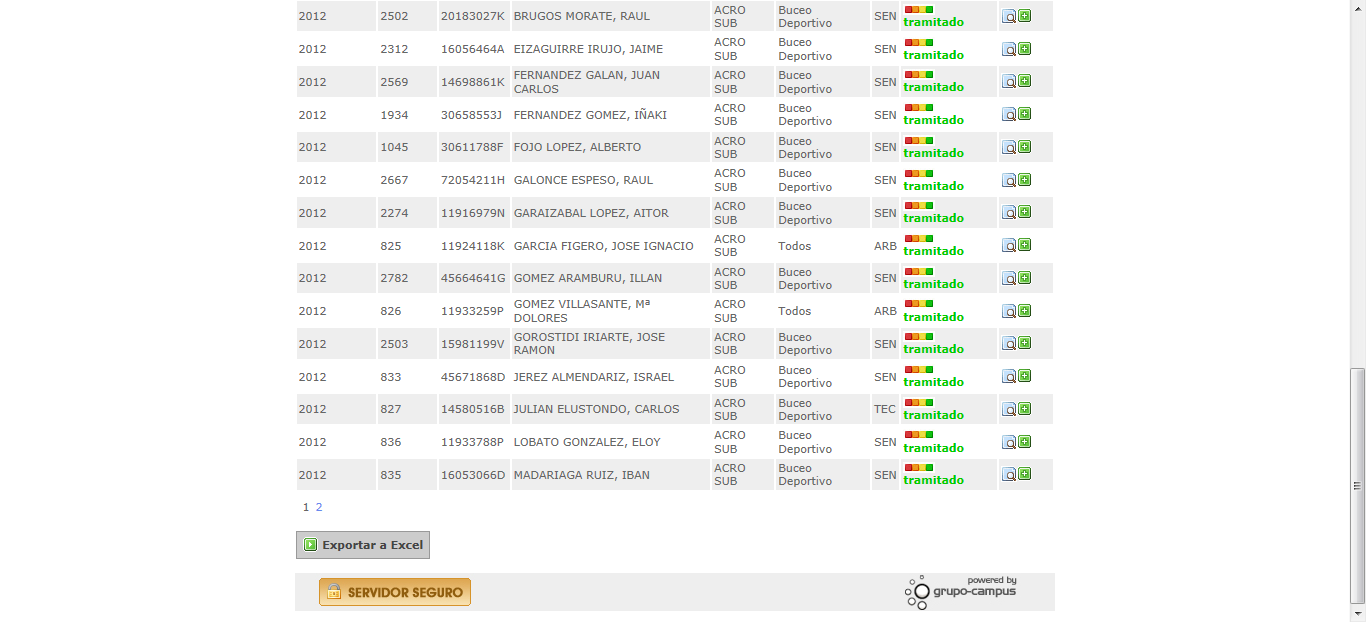 2012 2502 20183027K BRUGOS MORATE, RAUL ACRO SUB Buceo Deportivo SEN tramitado
2012 2312 16056464A EIZAGUIRRE IRUJO, JAIME ACRO SUB Buceo Deportivo SEN tramitado
2012 2569 14698861K FERNANDEZ GALAN, JUAN CARLOS ACRO SUB Buceo Deportivo SEN tramitado
2012 1934 30658553J FERNANDEZ GOMEZ, IÑAKI ACRO SUB Buceo Deportivo SEN tramitado
2012 1045 30611788F FOJO LOPEZ, ALBERTO ACRO SUB Buceo Deportivo SEN tramitado
2012 2667 72054211H GALONCE ESPESO, RAUL ACRO SUB Buceo Deportivo SEN tramitado
2012 2274 11916979N GARAIZABAL LOPEZ, AITOR ACRO SUB Buceo Deportivo SEN tramitado
2012 825 11924118K GARCIA FIGERO, JOSE IGNACIO ACRO SUB Todos ARB tramitado
2012 2782 45664641G GOMEZ ARAMBURU, ILLAN ACRO SUB Buceo Deportivo SEN tramitado
2012 826 11933259P GOMEZ VILLASANTE, Mª DOLORES ACRO SUB Todos ARB tramitado
2012 2503 15981199V GOROSTIDI IRIARTE, JOSE RAMON ACRO SUB Buceo Deportivo SEN tramitado
2012 833 45671868D JEREZ ALMENDARIZ, ISRAEL ACRO SUB Buceo Deportivo SEN tramitado
2012 827 14580516B JULIAN ELUSTONDO, CARLOS ACRO SUB Buceo Deportivo TEC tramitado
2012 836 11933788P LOBATO GONZALEZ, ELOY ACRO SUB Buceo Deportivo SEN tramitado
2012 835 16053066D MADARIAGA RUIZ, IBAN ACRO SUB Buceo Deportivo SEN tramitado
1 2
Exportar a Excel
SERVIDOR SEGURO
powered by
grupo-campus